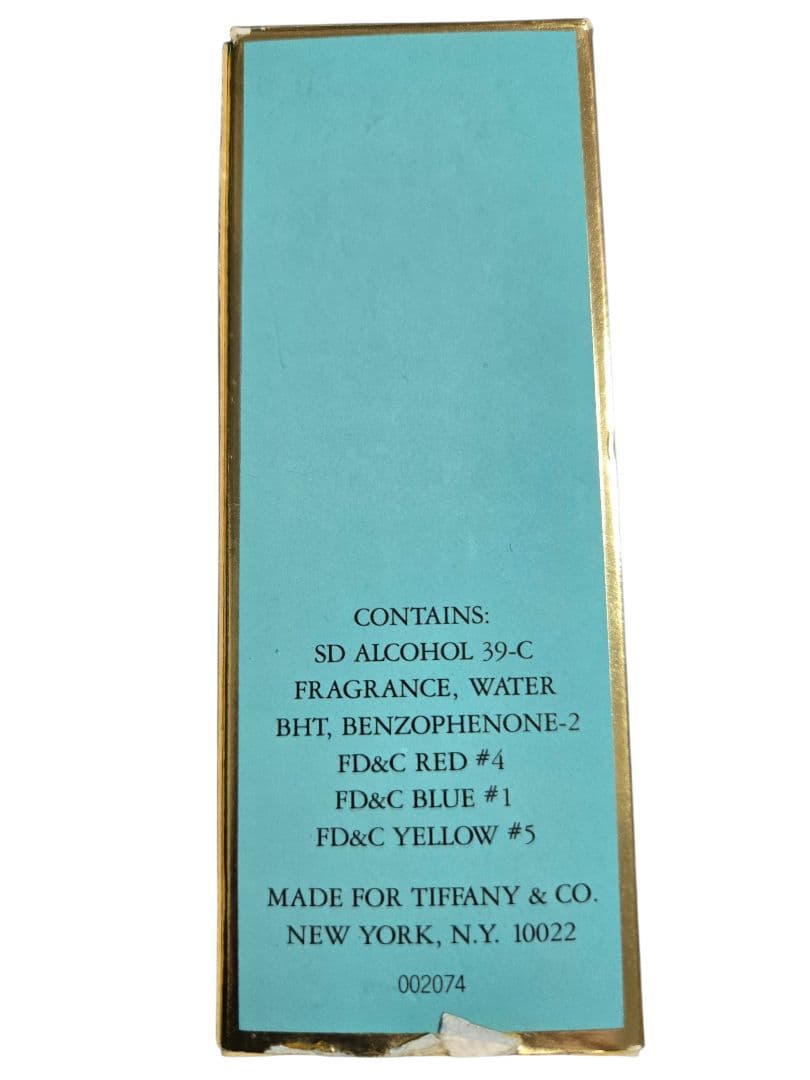 CONTAINS:
SD ALCOHOL 39-C
FRAGRANCE, WATER
BHT, BENZOPHENONE-2
FD&C RED #4
FD&C BLUE #1
FD&C YELLOW #5
MADE FOR TIFFANY & CO.
NEW YORK, N.Y. 10022
002074